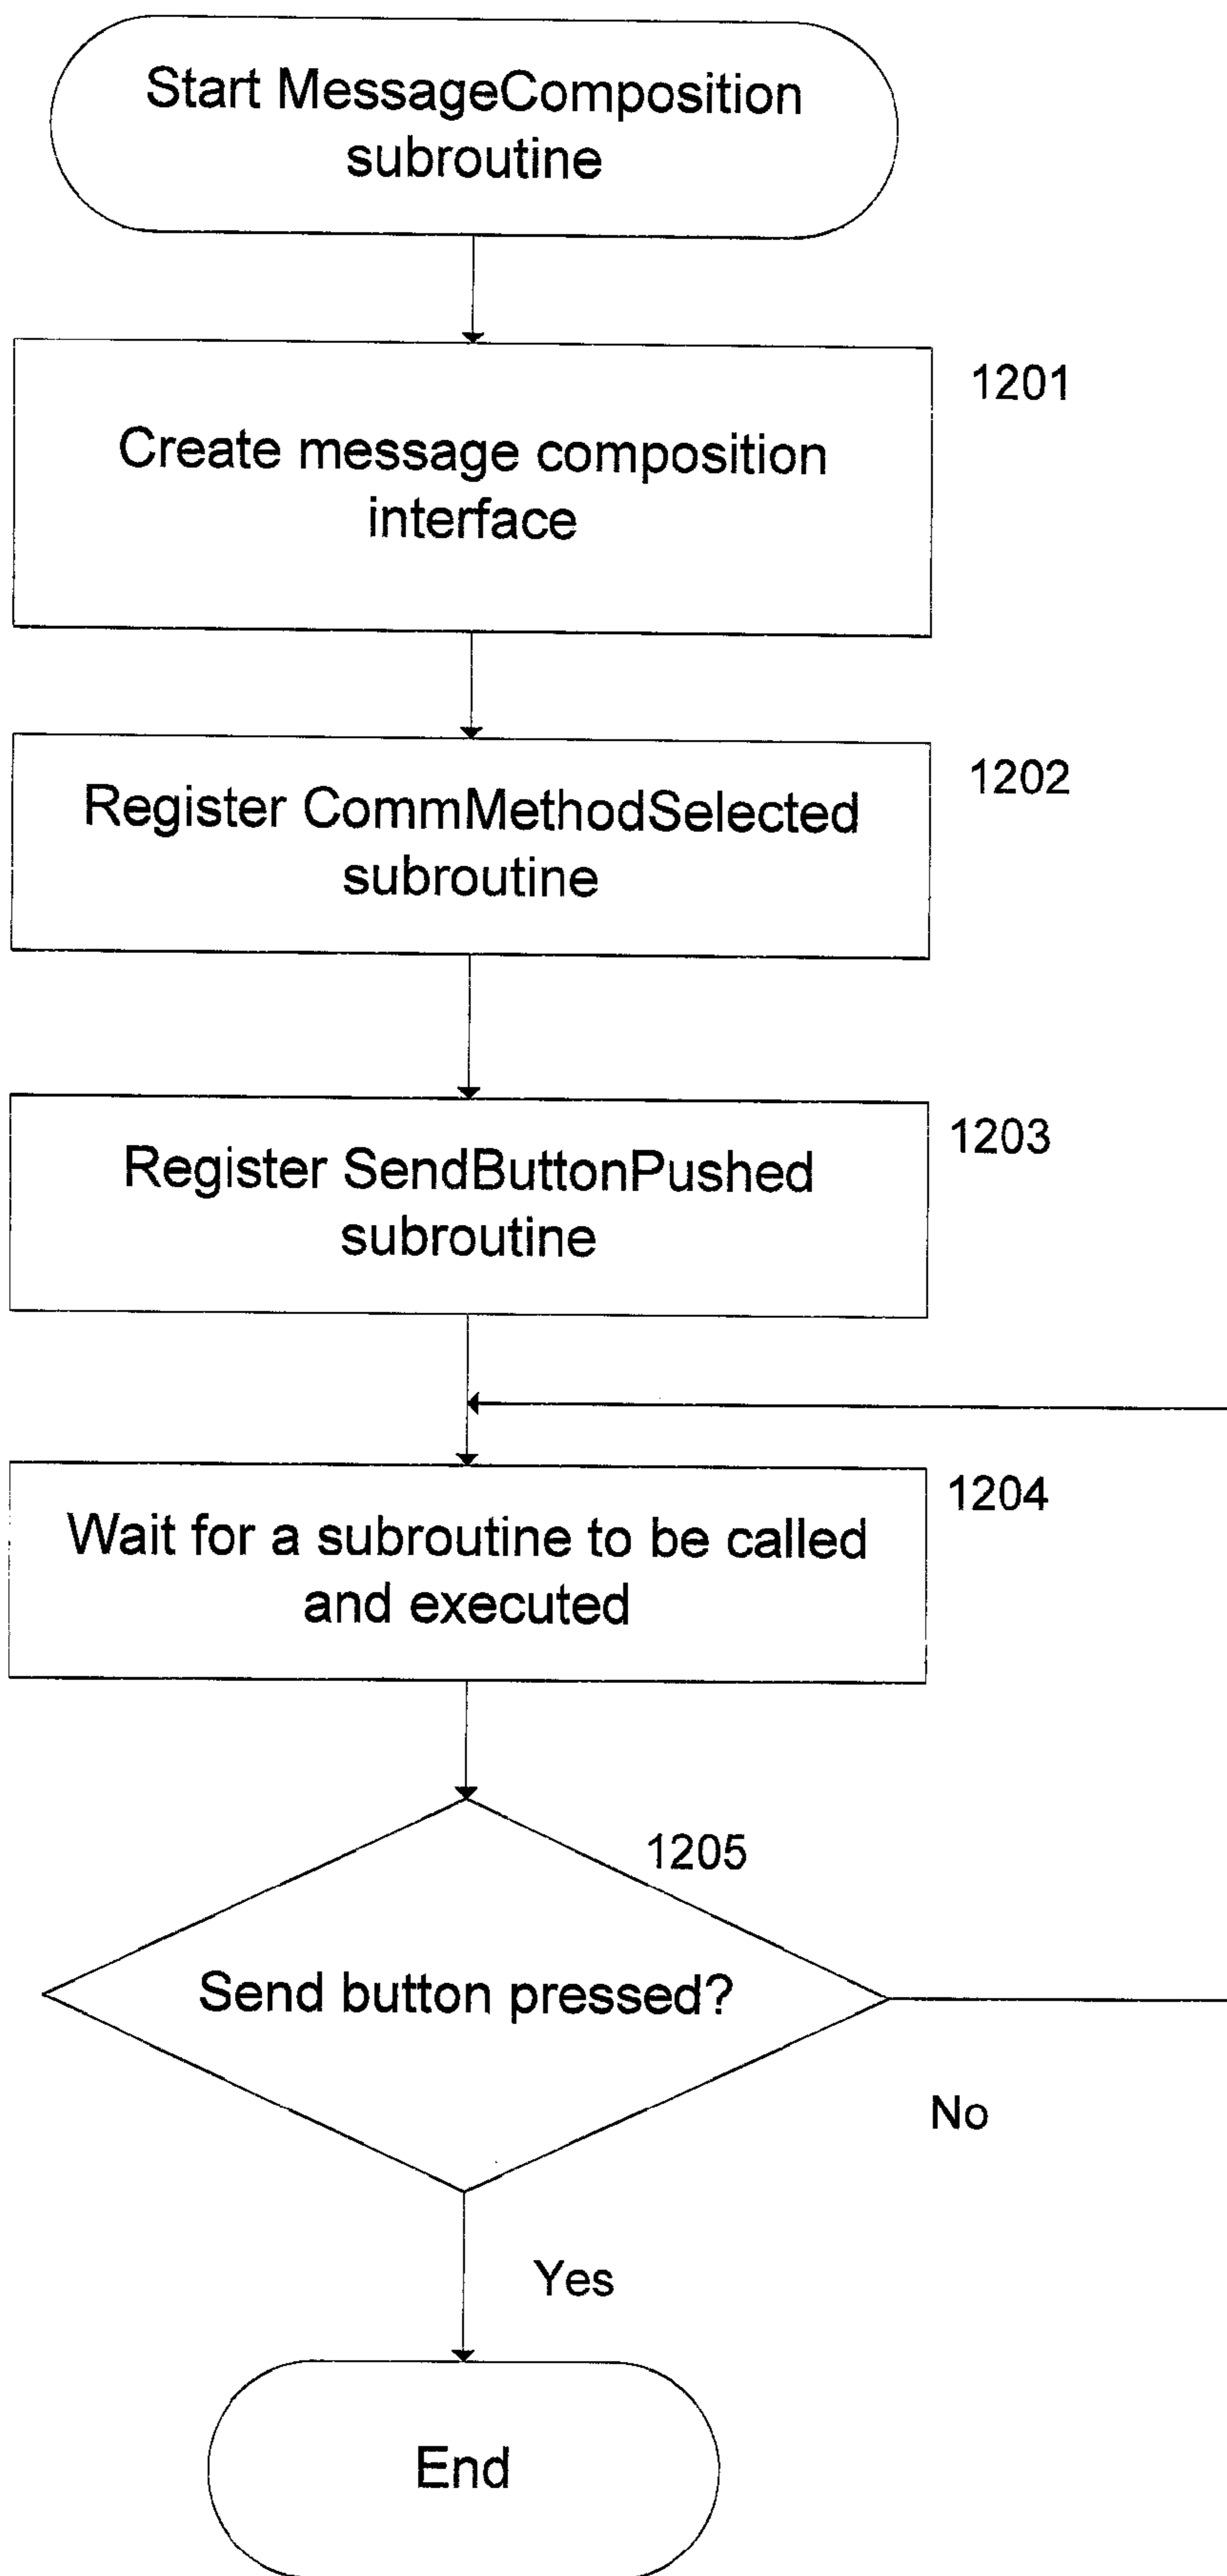 Start MessageComposition
subroutine
1201
Create message composition
interface
1202
Register CommMethodSelected
subroutine
1203
Register SendButtonPushed
subroutine
1204
Wait for a subroutine to be called
and executed
1205
Send button pressed?
No
Yes
End